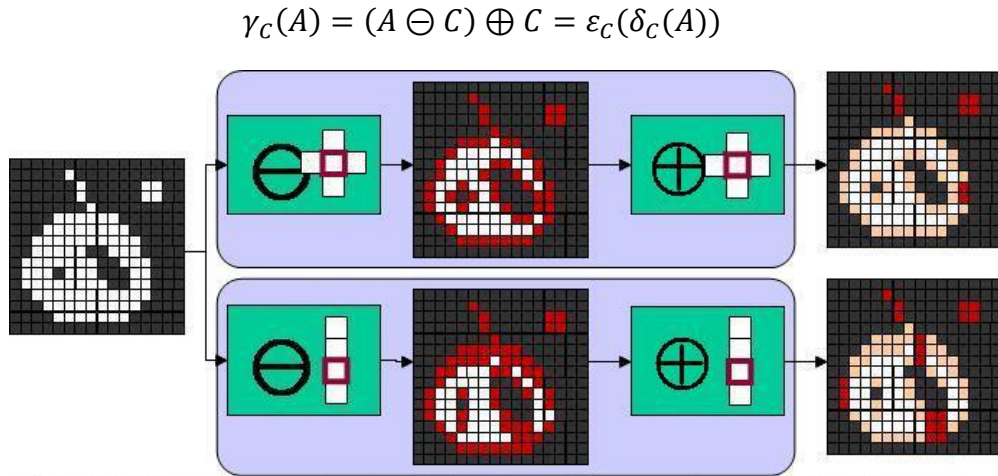 γ_C(A) = (A ⊖ C) ⊕ C = ε_C(δ_C(A))